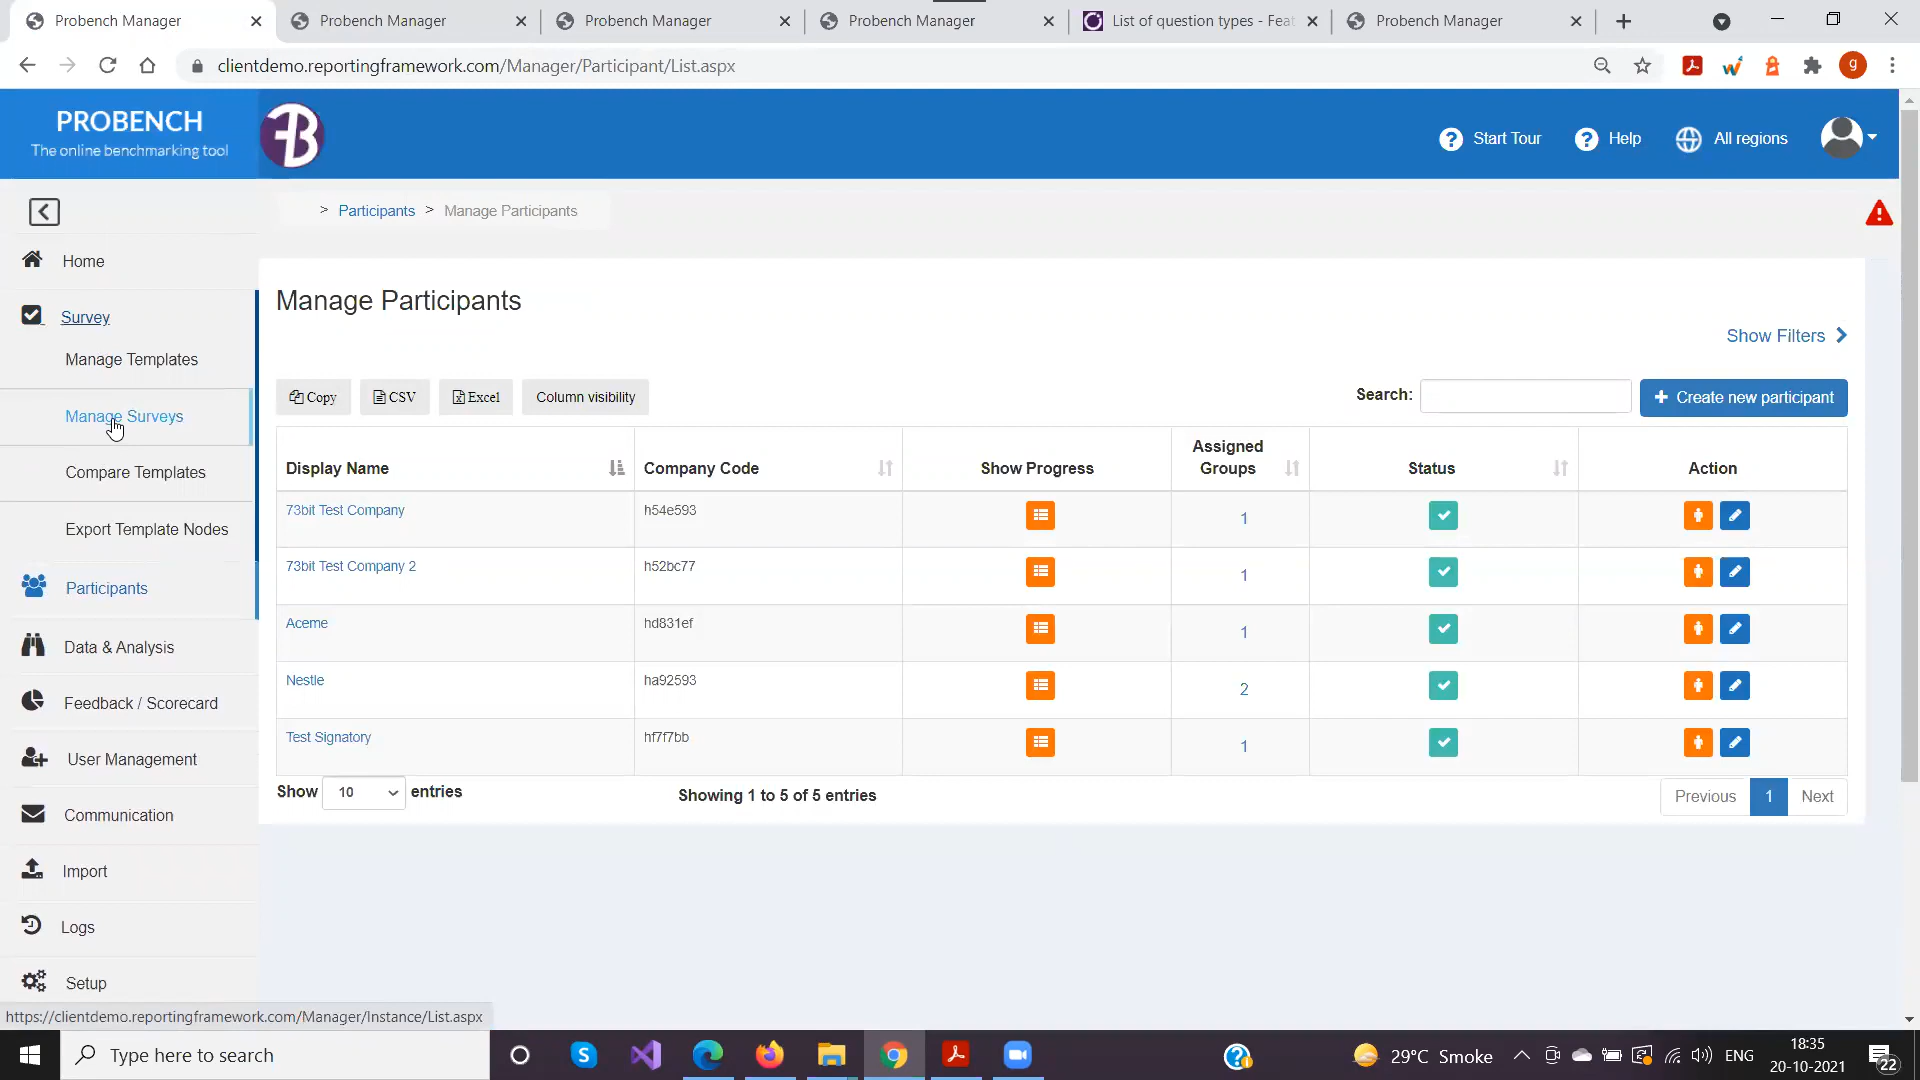 Probench Manager
Probench Manager
Probench Manager
Probench Manager
List of question types - Feat
Probench Manager
clientdemo.reportingframework.com/Manager/Participant/List.aspx
g
PROBENCH
The online benchmarking tool
B
? Start Tour
? Help
All regions
> Participants > Manage Participants
Home
Survey
Manage Templates
Manage Surveys
Compare Templates
Export Template Nodes
Participants
Data & Analysis
Feedback / Scorecard
User Management
Communication
Import
Logs
Setup
Manage Participants
Show Filters
Copy
CSV
Excel
Column visibility
Search:
+ Create new participant
Display Name
Company Code
Show Progress
Assigned
Groups
Status
Action
73bit Test Company
h54e593
1
73bit Test Company 2
h52bc77
1
Aceme
hd831ef
1
Nestle
ha92593
2
Test Signatory
hf7f7bb
1
Show 10 entries
Showing 1 to 5 of 5 entries
Previous 1 Next
https://clientdemo.reportingframework.com/Manager/Instance/List.aspx
Type here to search
29°C Smoke
ENG
18:35
20-10-2021
22